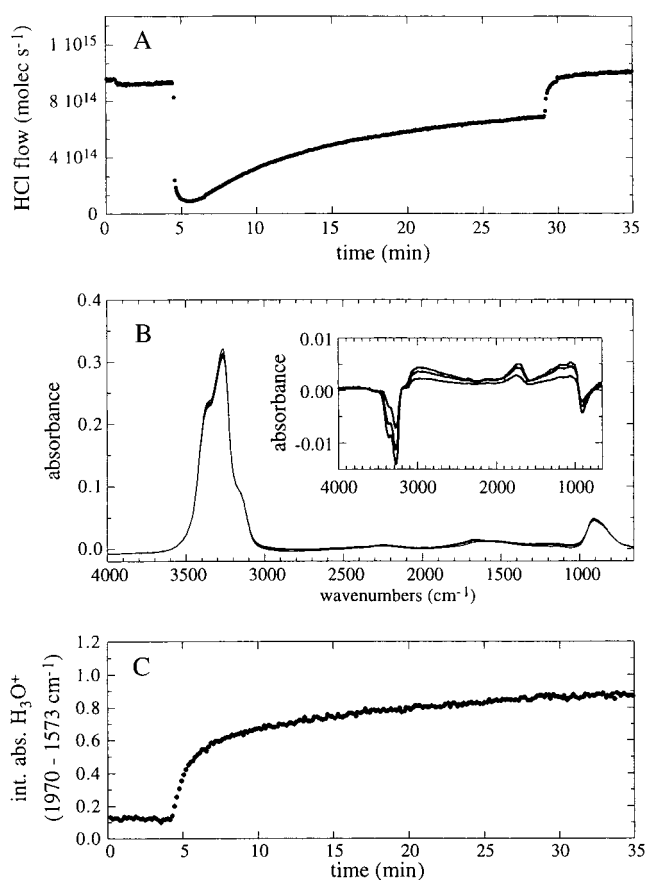 A
HCl flow (molec s⁻¹)
1 10¹⁵
8 10¹⁴
4 10¹⁴
0
0 5 10 15 20 25 30 35
time (min)
B
absorbance
0.4
0.3
0.2
0.1
0.0
4000 3500 3000 2500 2000 1500 1000
wavenumbers (cm⁻¹)
absorbance
0.01
0.00
-0.01
4000 3000 2000 1000
C
int. abs. H₃O⁺
(1970 - 1573 cm⁻¹)
1.2
1.0
0.8
0.6
0.4
0.2
0.0
0 5 10 15 20 25 30 35
time (min)